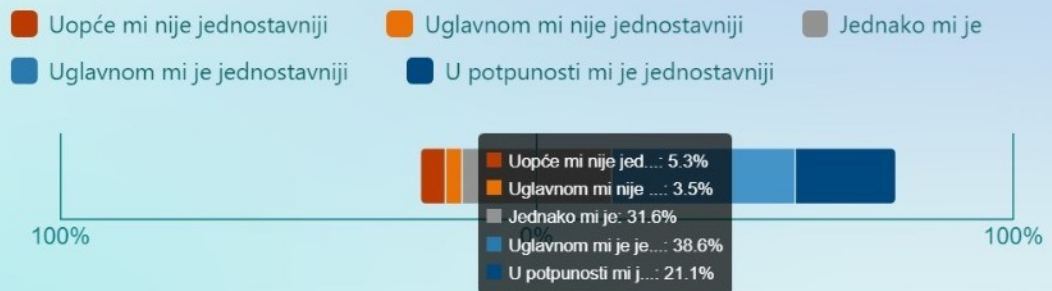 Uopće mi nije jednostavniji Uglavnom mi nije jednostavniji Jednako mi je
Uglavnom mi je jednostavniji U potpunosti mi je jednostavniji
Uopće mi nije jed...: 5.3%
Uglavnom mi nije ...: 3.5%
Jednako mi je: 31.6%
Uglavnom mi je je...: 38.6%
U potpunosti mi j...: 21.1%
100% 0% 100%